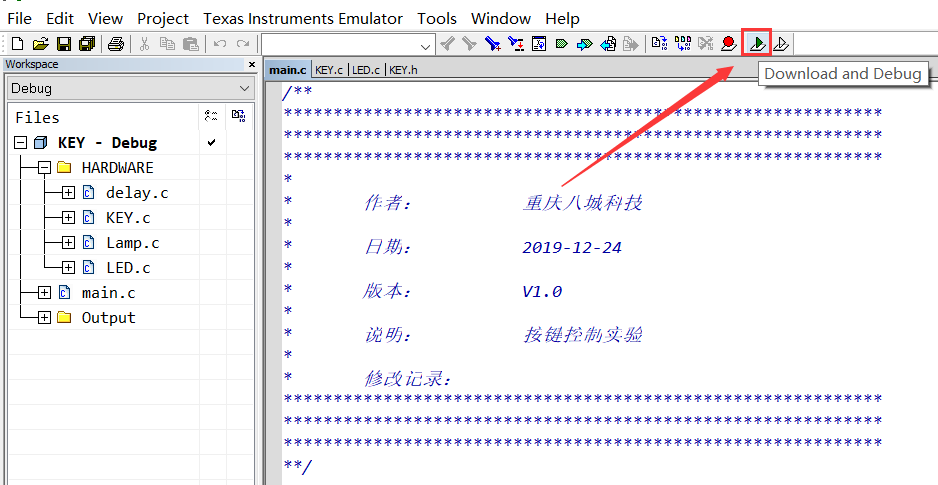 File Edit View Project Texas Instruments Emulator Tools Window Help
Workspace
Debug
Files
KEY - Debug
HARDWARE
delay.c
KEY.c
Lamp.c
LED.c
main.c
Output
main.c KEY.c LED.c KEY.h
Download and Debug
/**
************************************************************
************************************************************
************************************************************
*
* 作者: 重庆八城科技
*
* 日期: 2019-12-24
*
* 版本: V1.0
*
* 说明: 按键控制实验
*
* 修改记录:
************************************************************
************************************************************
************************************************************
**/